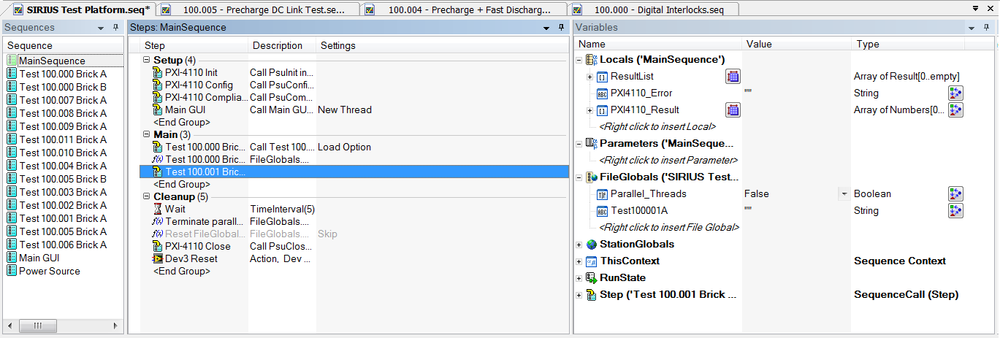 SIRIUS Test Platform.seq* 100.005 - Precharge DC Link Test.se... 100.004 - Precharge + Fast Discharg... 100.000 - Digital Interlocks.seq
Sequences
Sequence
MainSequence
Test 100.000 Brick A
Test 100.000 Brick B
Test 100.007 Brick A
Test 100.008 Brick A
Test 100.009 Brick A
Test 100.011 Brick A
Test 100.010 Brick A
Test 100.004 Brick A
Test 100.005 Brick B
Test 100.003 Brick A
Test 100.002 Brick A
Test 100.001 Brick A
Test 100.005 Brick A
Test 100.006 Brick A
Main GUI
Power Source
Steps: MainSequence
Step Description Settings
Setup (4)
PXI-4110 Init Call PsuInit in...
PXI-4110 Config Call PsuConfi...
PXI-4110 Complia... Call PsuCom...
Main GUI Call Main GU... New Thread
<End Group>
Main (3)
Test 100.000 Bric... Call Test 100.... Load Option
f(x) Test 100.000 Bric... FileGlobals....
Test 100.001 Bric...
<End Group>
Cleanup (5)
Wait TimeInterval(5)
f(x) Terminate parall... FileGlobals....
f(x) Reset FileGlobal... FileGlobals.... Skip
PXI-4110 Close Call PsuClos...
Dev3 Reset Action, Dev ...
<End Group>
Variables
Name Value Type
Locals ('MainSequence')
ResultList Array of Result[0..empty]
ABC PXI4110_Error "" String
PXI4110_Result Array of Numbers[0...
<Right click to insert Local>
Parameters ('MainSeque...
<Right click to insert Parameter>
FileGlobals ('SIRIUS Test...
T|F Parallel_Threads False Boolean
ABC Test100001A "" String
<Right click to insert File Global>
StationGlobals
ThisContext Sequence Context
RunState
Step ('Test 100.001 Brick ... SequenceCall (Step)